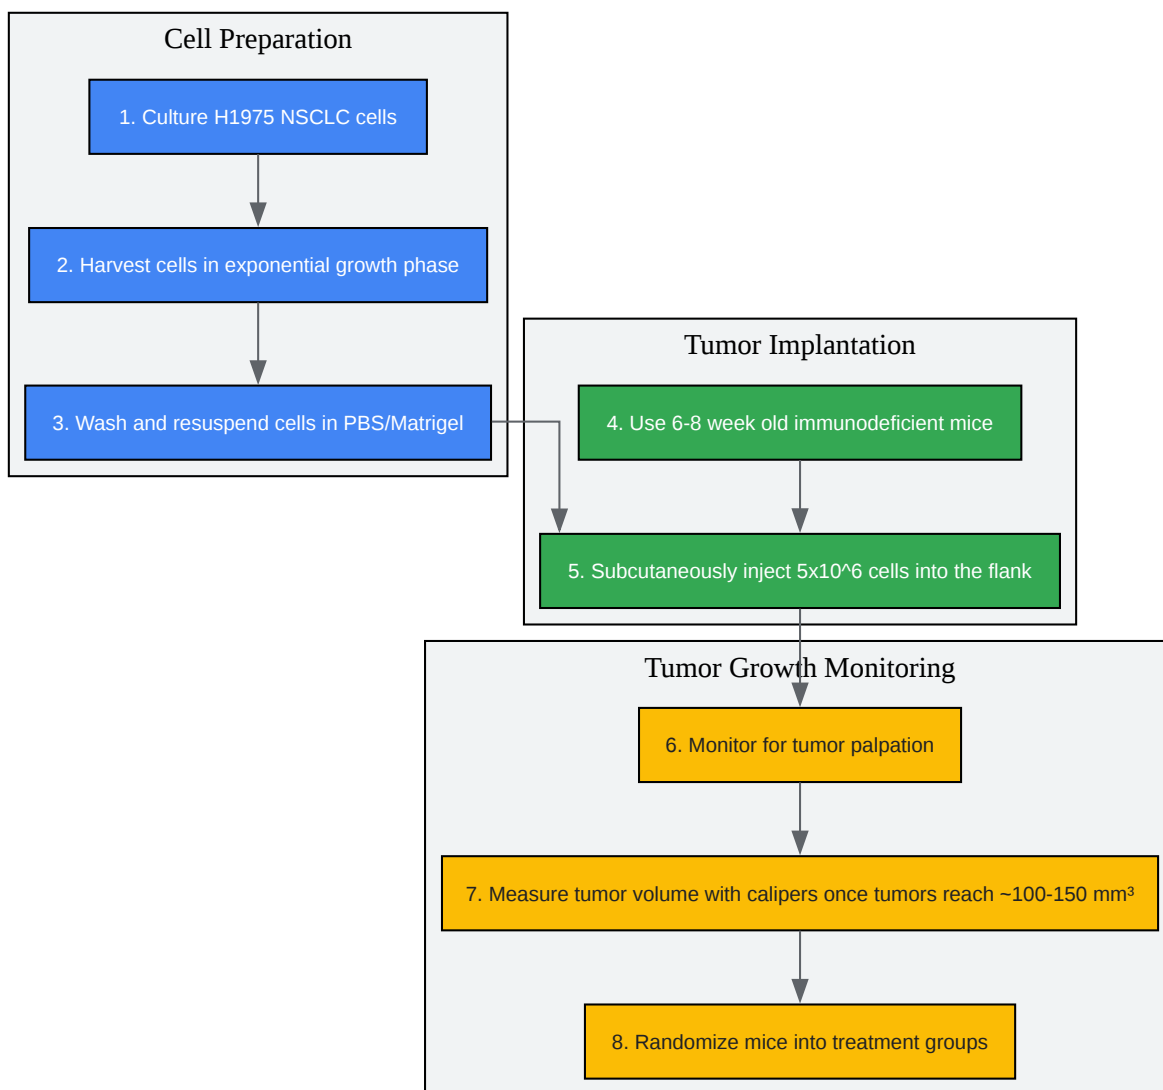 Cell Preparation
1. Culture H1975 NSCLC cells
2. Harvest cells in exponential growth phase
3. Wash and resuspend cells in PBS/Matrigel
Tumor Implantation
4. Use 6-8 week old immunodeficient mice
5. Subcutaneously inject 5x10^6 cells into the flank
Tumor Growth Monitoring
6. Monitor for tumor palpation
7. Measure tumor volume with calipers once tumors reach ~100-150 mm³
8. Randomize mice into treatment groups